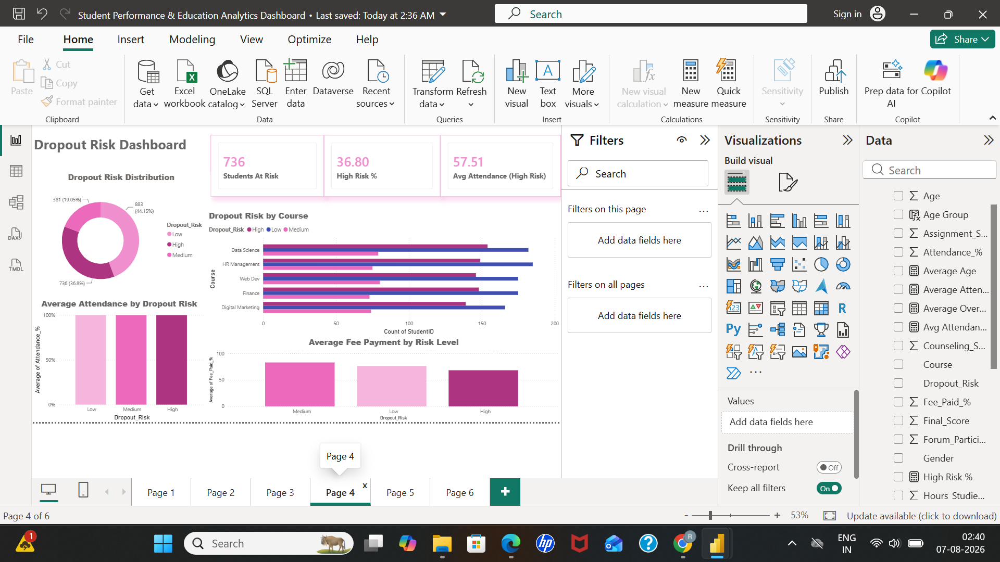 Student Performance & Education Analytics Dashboard • Last saved: Today at 2:36 AM
Search
Sign in
File
Home
Insert
Modeling
View
Optimize
Help
Share
Paste
Cut
Copy
Format painter
Clipboard
Get data
Excel workbook
OneLake catalog
SQL Server
Enter data
Dataverse
Recent sources
Data
Transform data
Refresh
Queries
New visual
Text box
More visuals
Insert
New visual calculation
New measure
Quick measure
Calculations
Sensitivity
Sensitivity
Publish
Share
Prep data for AI
Copilot
Copilot
DAX
TMDL
Dropout Risk Dashboard
736
Students At Risk
36.80
High Risk %
57.51
Avg Attendance (High Risk)
Dropout Risk Distribution
381 (19.05%)
883
(44.15%)
736 (36.8%)
Dropout_Risk
Low
High
Medium
Dropout Risk by Course
Dropout_Risk High Low Medium
Course
Data Science
HR Management
Web Dev
Finance
Digital Marketing
0 50 100 150 200
Count of StudentID
Average Attendance by Dropout Risk
Average of Attendance_%
100%
50%
0%
Low Medium High
Dropout_Risk
Average Fee Payment by Risk Level
Average of Fee_Paid_%
100
50
0
Medium Low High
Dropout_Risk
Filters
Search
Filters on this page
...
Add data fields here
Filters on all pages
...
Add data fields here
Visualizations
Build visual
123
R
Py
...
Values
Add data fields here
Drill through
Cross-report
Off
Keep all filters
On
Data
Search
Age
Age Group
Assignment_S...
Attendance_%
Average Age
Average Atten...
Average Over...
Avg Attendan...
Counseling_S...
Course
Dropout_Risk
Fee_Paid_%
Final_Score
Forum_Partici...
Gender
High Risk %
Hours Studie...
Page 4
Page 1
Page 2
Page 3
Page 4
x
Page 5
Page 6
+
Page 4 of 6
- + 53%
Update available (click to download)
1
Search
hp
R
ENG
IN
02:40
07-08-2026